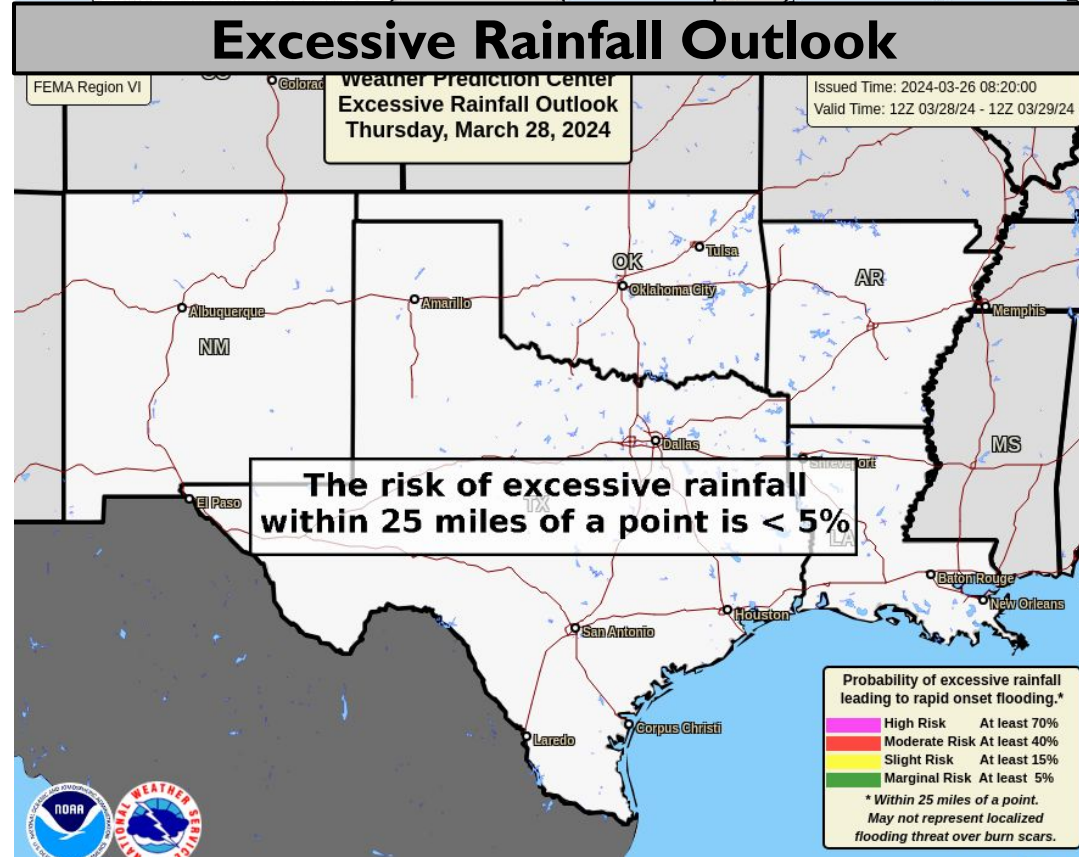 Excessive Rainfall Outlook
FEMA Region VI
Weather Prediction Center
Excessive Rainfall Outlook
Thursday, March 28, 2024
Issued Time: 2024-03-26 08:20:00
Valid Time: 12Z 03/28/24 - 12Z 03/29/24
Tulsa
OK
Oklahoma City
AR
Amarillo
Albuquerque
Memphis
NM
Dallas
MS
Shreveport
El Paso
The risk of excessive rainfall
within 25 miles of a point is < 5%
TX
LA
Baton Rouge
New Orleans
Houston
San Antonio
Corpus Christi
Laredo
Probability of excessive rainfall
leading to rapid onset flooding.*
High Risk At least 70%
Moderate Risk At least 40%
Slight Risk At least 15%
Marginal Risk At least 5%
* Within 25 miles of a point.
May not represent localized
flooding threat over burn scars.
NOAA
NATIONAL WEATHER SERVICE